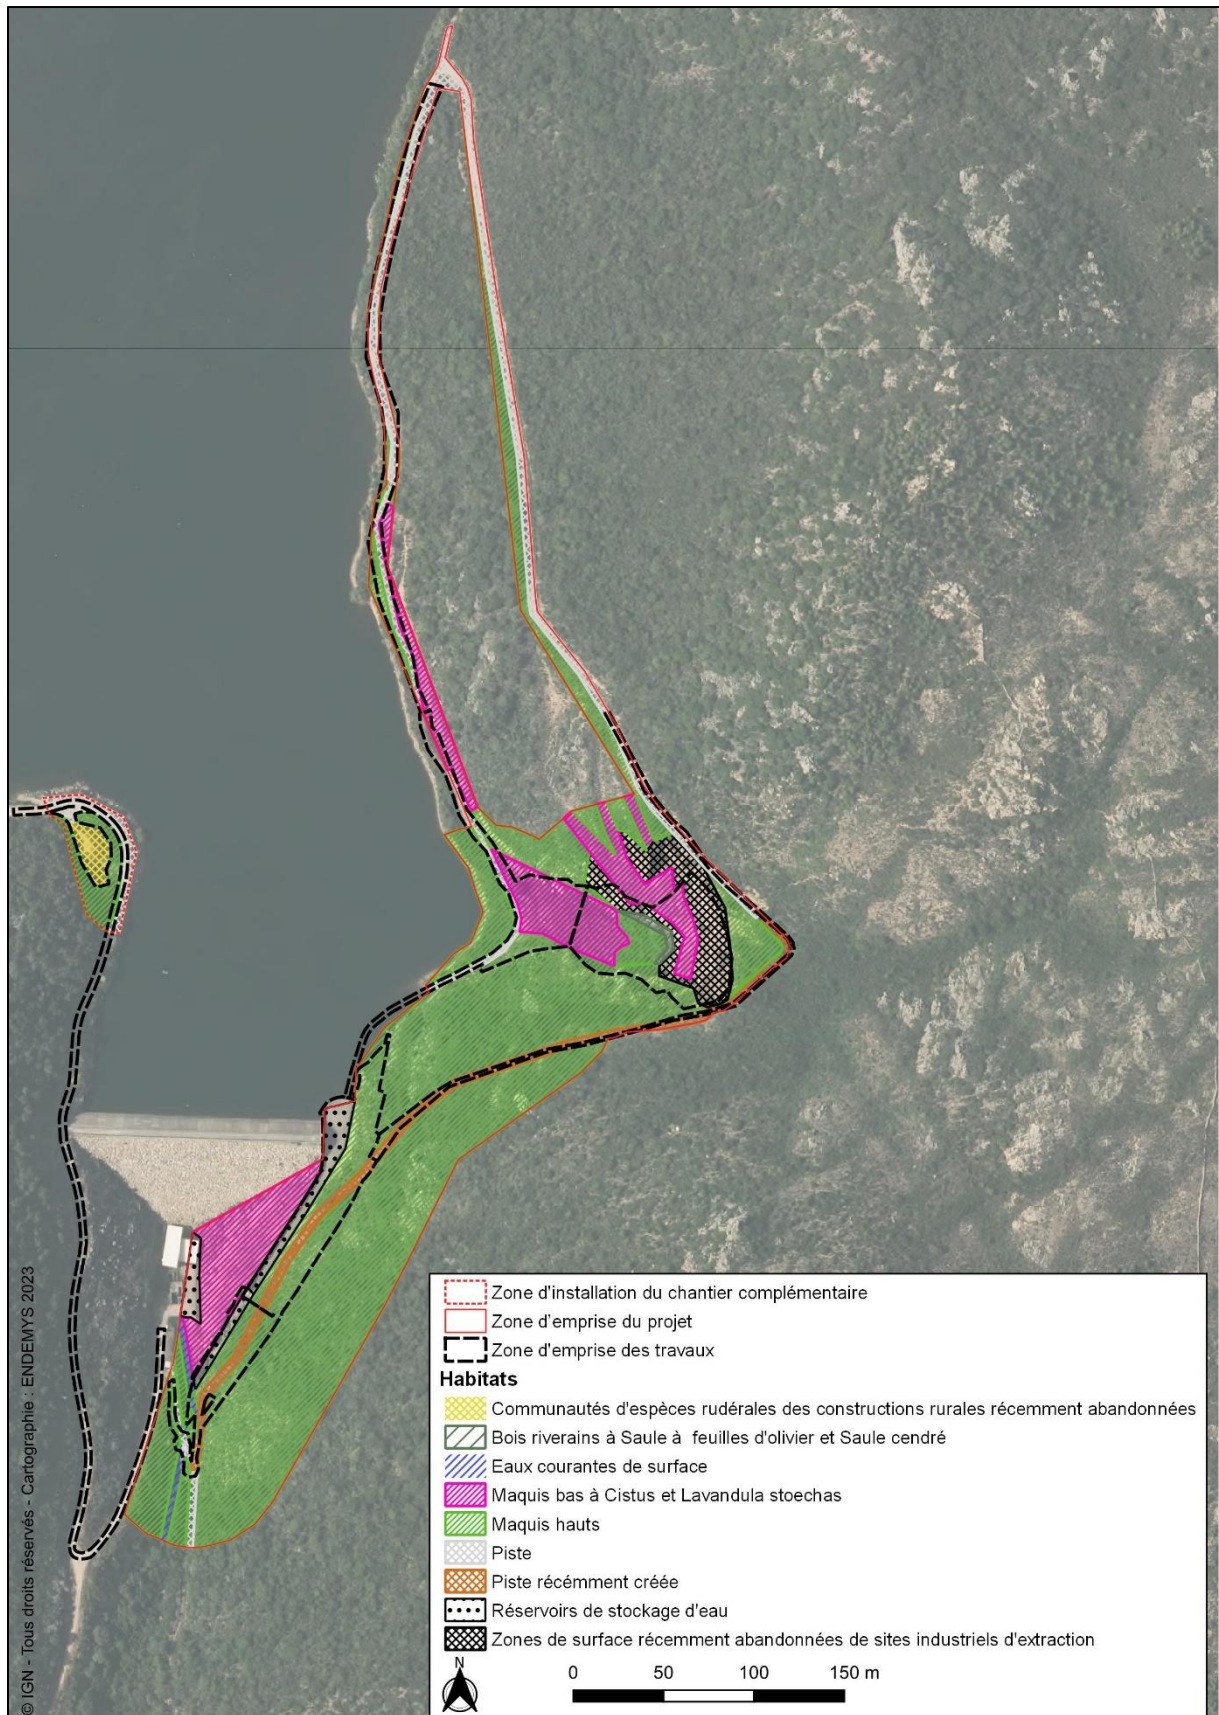 Zone d'installation du chantier complémentaire
Zone d'emprise du projet
Zone d'emprise des travaux
Habitats
Communautés d'espèces rudérales des constructions rurales récemment abandonnées
Bois riverains à Saule à feuilles d'olivier et Saule cendré
Eaux courantes de surface
Maquis bas à Cistus et Lavandula stoechas
Maquis hauts
Piste
Piste récémment créée
Réservoirs de stockage d'eau
Zones de surface récemment abandonnées de sites industriels d'extraction
N
0 50 100 150 m
© IGN - Tous droits réservés - Cartographie : ENDEMYS 2023